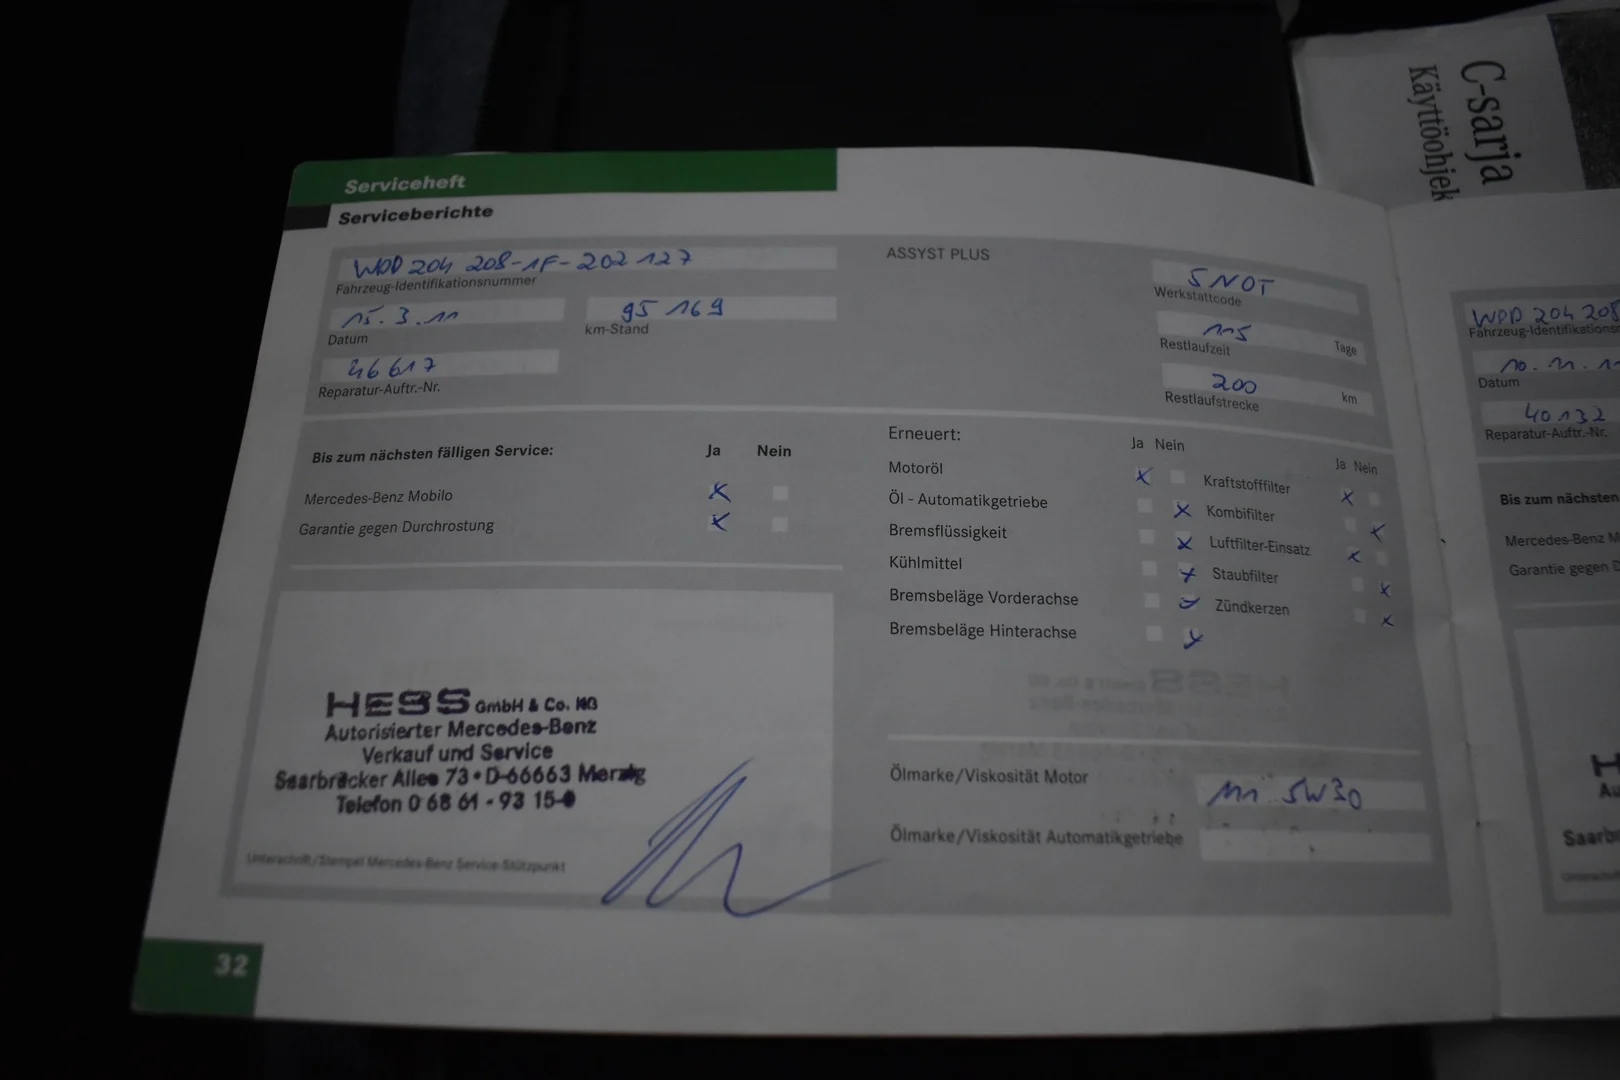 C-sarja
Käyttöohjek
Serviceheft
Serviceberichte
WDD 204 208-1F-202 127
Fahrzeug-Identifikationsnummer
15. 3. 11
Datum
95 169
km-Stand
46617
Reparatur-Auftr.-Nr.
ASSYST PLUS
5 NOT
Werkstattcode
115
Restlaufzeit Tage
200
Restlaufstrecke km
Bis zum nächsten fälligen Service: Ja Nein
Mercedes-Benz Mobilo x
Garantie gegen Durchrostung x
Erneuert: Ja Nein Ja Nein
Motoröl x Kraftstofffilter x
Öl - Automatikgetriebe x Kombifilter x
Bremsflüssigkeit x Luftfilter-Einsatz x
Kühlmittel x Staubfilter x
Bremsbeläge Vorderachse x Zündkerzen x
Bremsbeläge Hinterachse x
HESS GmbH & Co. KG
Autorisierter Mercedes-Benz
Verkauf und Service
Saarbrücker Allee 73 • D-66663 Merzig
Telefon 0 68 61 - 93 15-0
Unterschrift/Stempel Mercedes-Benz Service-Stützpunkt
Ölmarke/Viskosität Motor 5W30
Ölmarke/Viskosität Automatikgetriebe
32
WDD 204 208
Fahrzeug-Identifikationsn
10. 11. 11
Datum
40132
Reparatur-Auftr.-Nr.
Bis zum nächsten
Mercedes-Benz M
Garantie gegen D
H
Au
Saarb